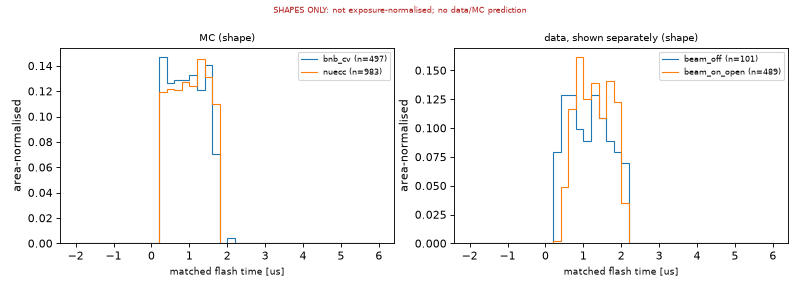 SHAPES ONLY: not exposure-normalised; no data/MC prediction
MC (shape)
bnb_cv (n=497)
nuecc (n=983)
area-normalised
0.14
0.12
0.10
0.08
0.06
0.04
0.02
0.00
−2 −1 0 1 2 3 4 5 6
matched flash time [us]
data, shown separately (shape)
beam_off (n=101)
beam_on_open (n=489)
area-normalised
0.150
0.125
0.100
0.075
0.050
0.025
0.000
−2 −1 0 1 2 3 4 5 6
matched flash time [us]